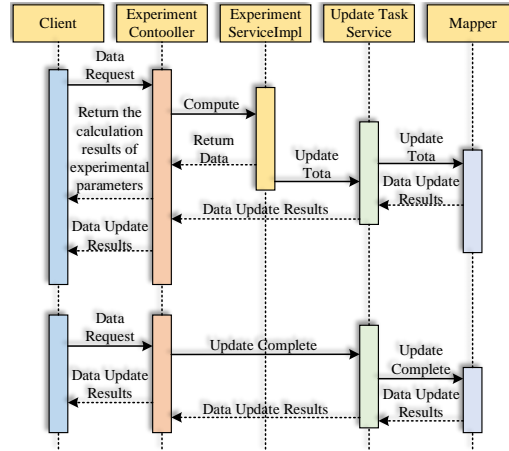 Client
Experiment
Contooller
Experiment
ServiceImpl
Update Task
Service
Mapper
Data
Request
Compute
Return the
calculation
results of
experimental
parameters
Return
Data
Update
Tota
Update
Tota
Data Update
Results
Data Update Results
Data Update
Results
Data
Request
Update Complete
Update
Complete
Data Update
Results
Data Update Results
Data Update
Results